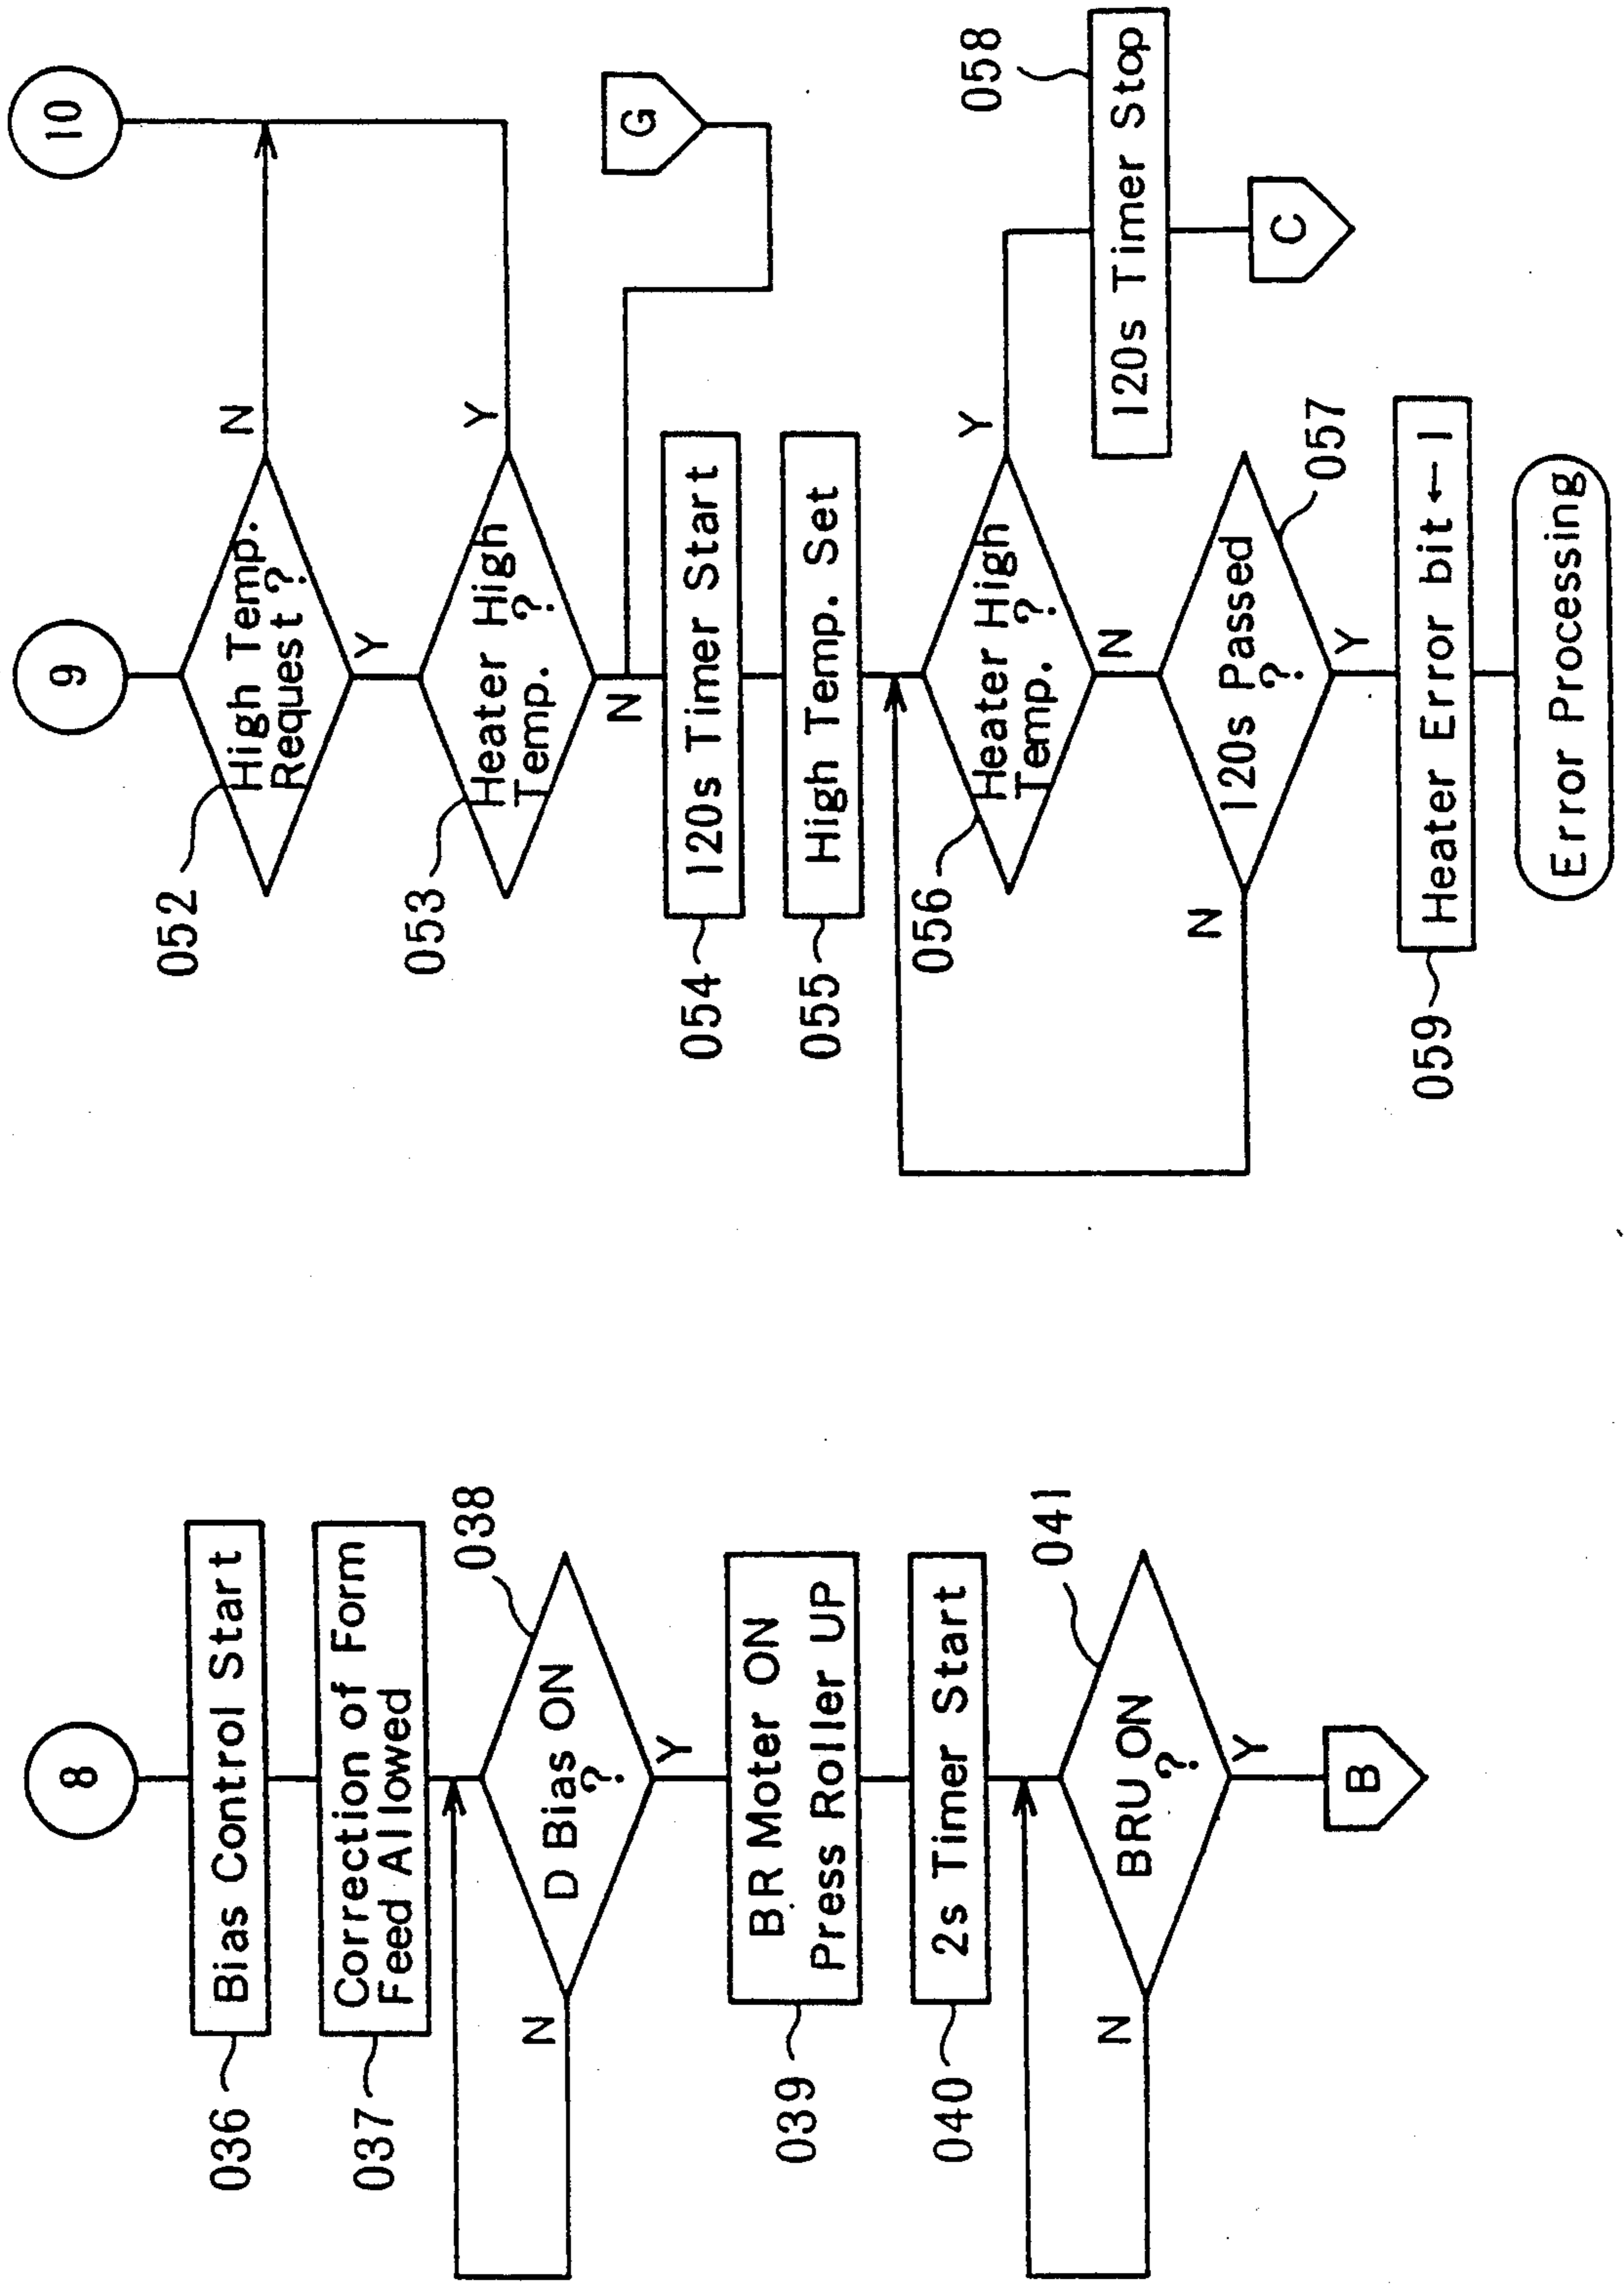 8
036
Bias Control Start
037
Correction of Form
Feed Allowed
038
D Bias ON
?
N
Y
039
BR Moter ON
Press Roller UP
040
2s Timer Start
041
BRU ON
?
N
Y
B
9
10
052
High Temp.
Request ?
N
Y
053
Heater High
Temp. ?
Y
N
G
054
120s Timer Start
055
High Temp. Set
056
Heater High
Temp. ?
Y
N
058
120s Timer Stop
C
057
120s Passed
?
N
Y
059
Heater Error bit ← 1
Error Processing